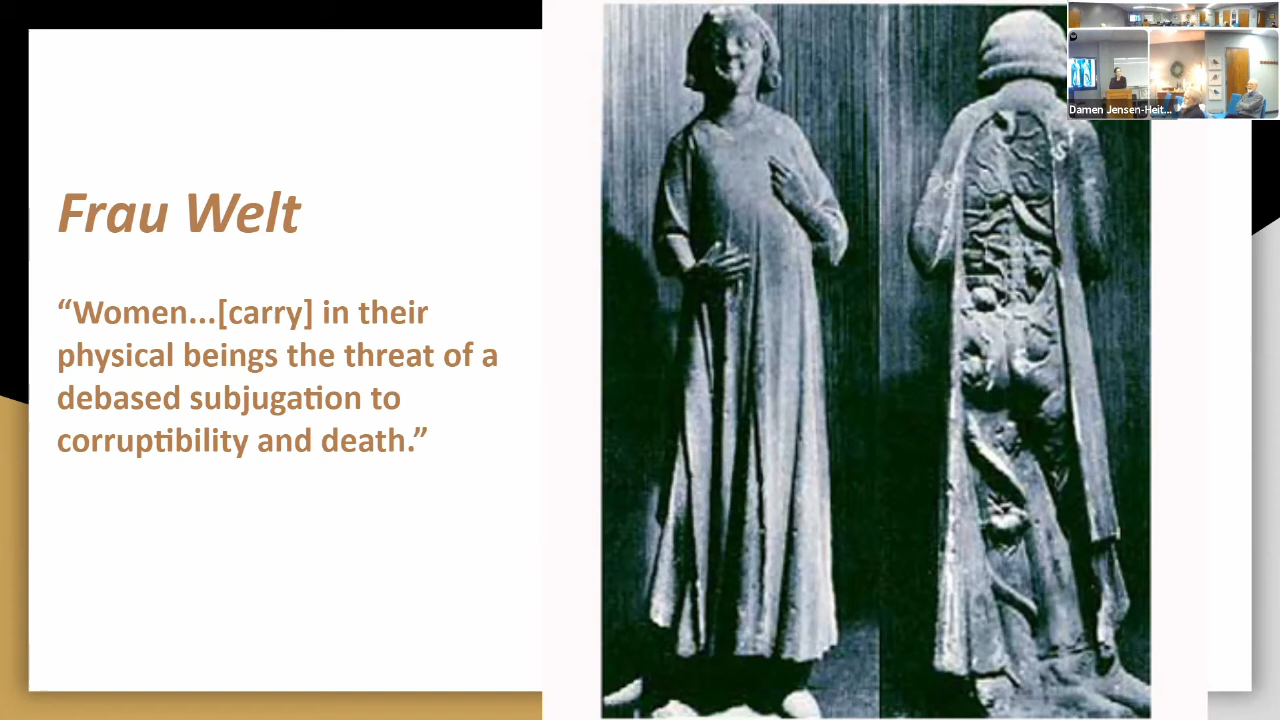 Frau Welt
“Women...[carry] in their
physical beings the threat of a
debased subjugation to
corruptibility and death.”
Damen Jensen-Heit...